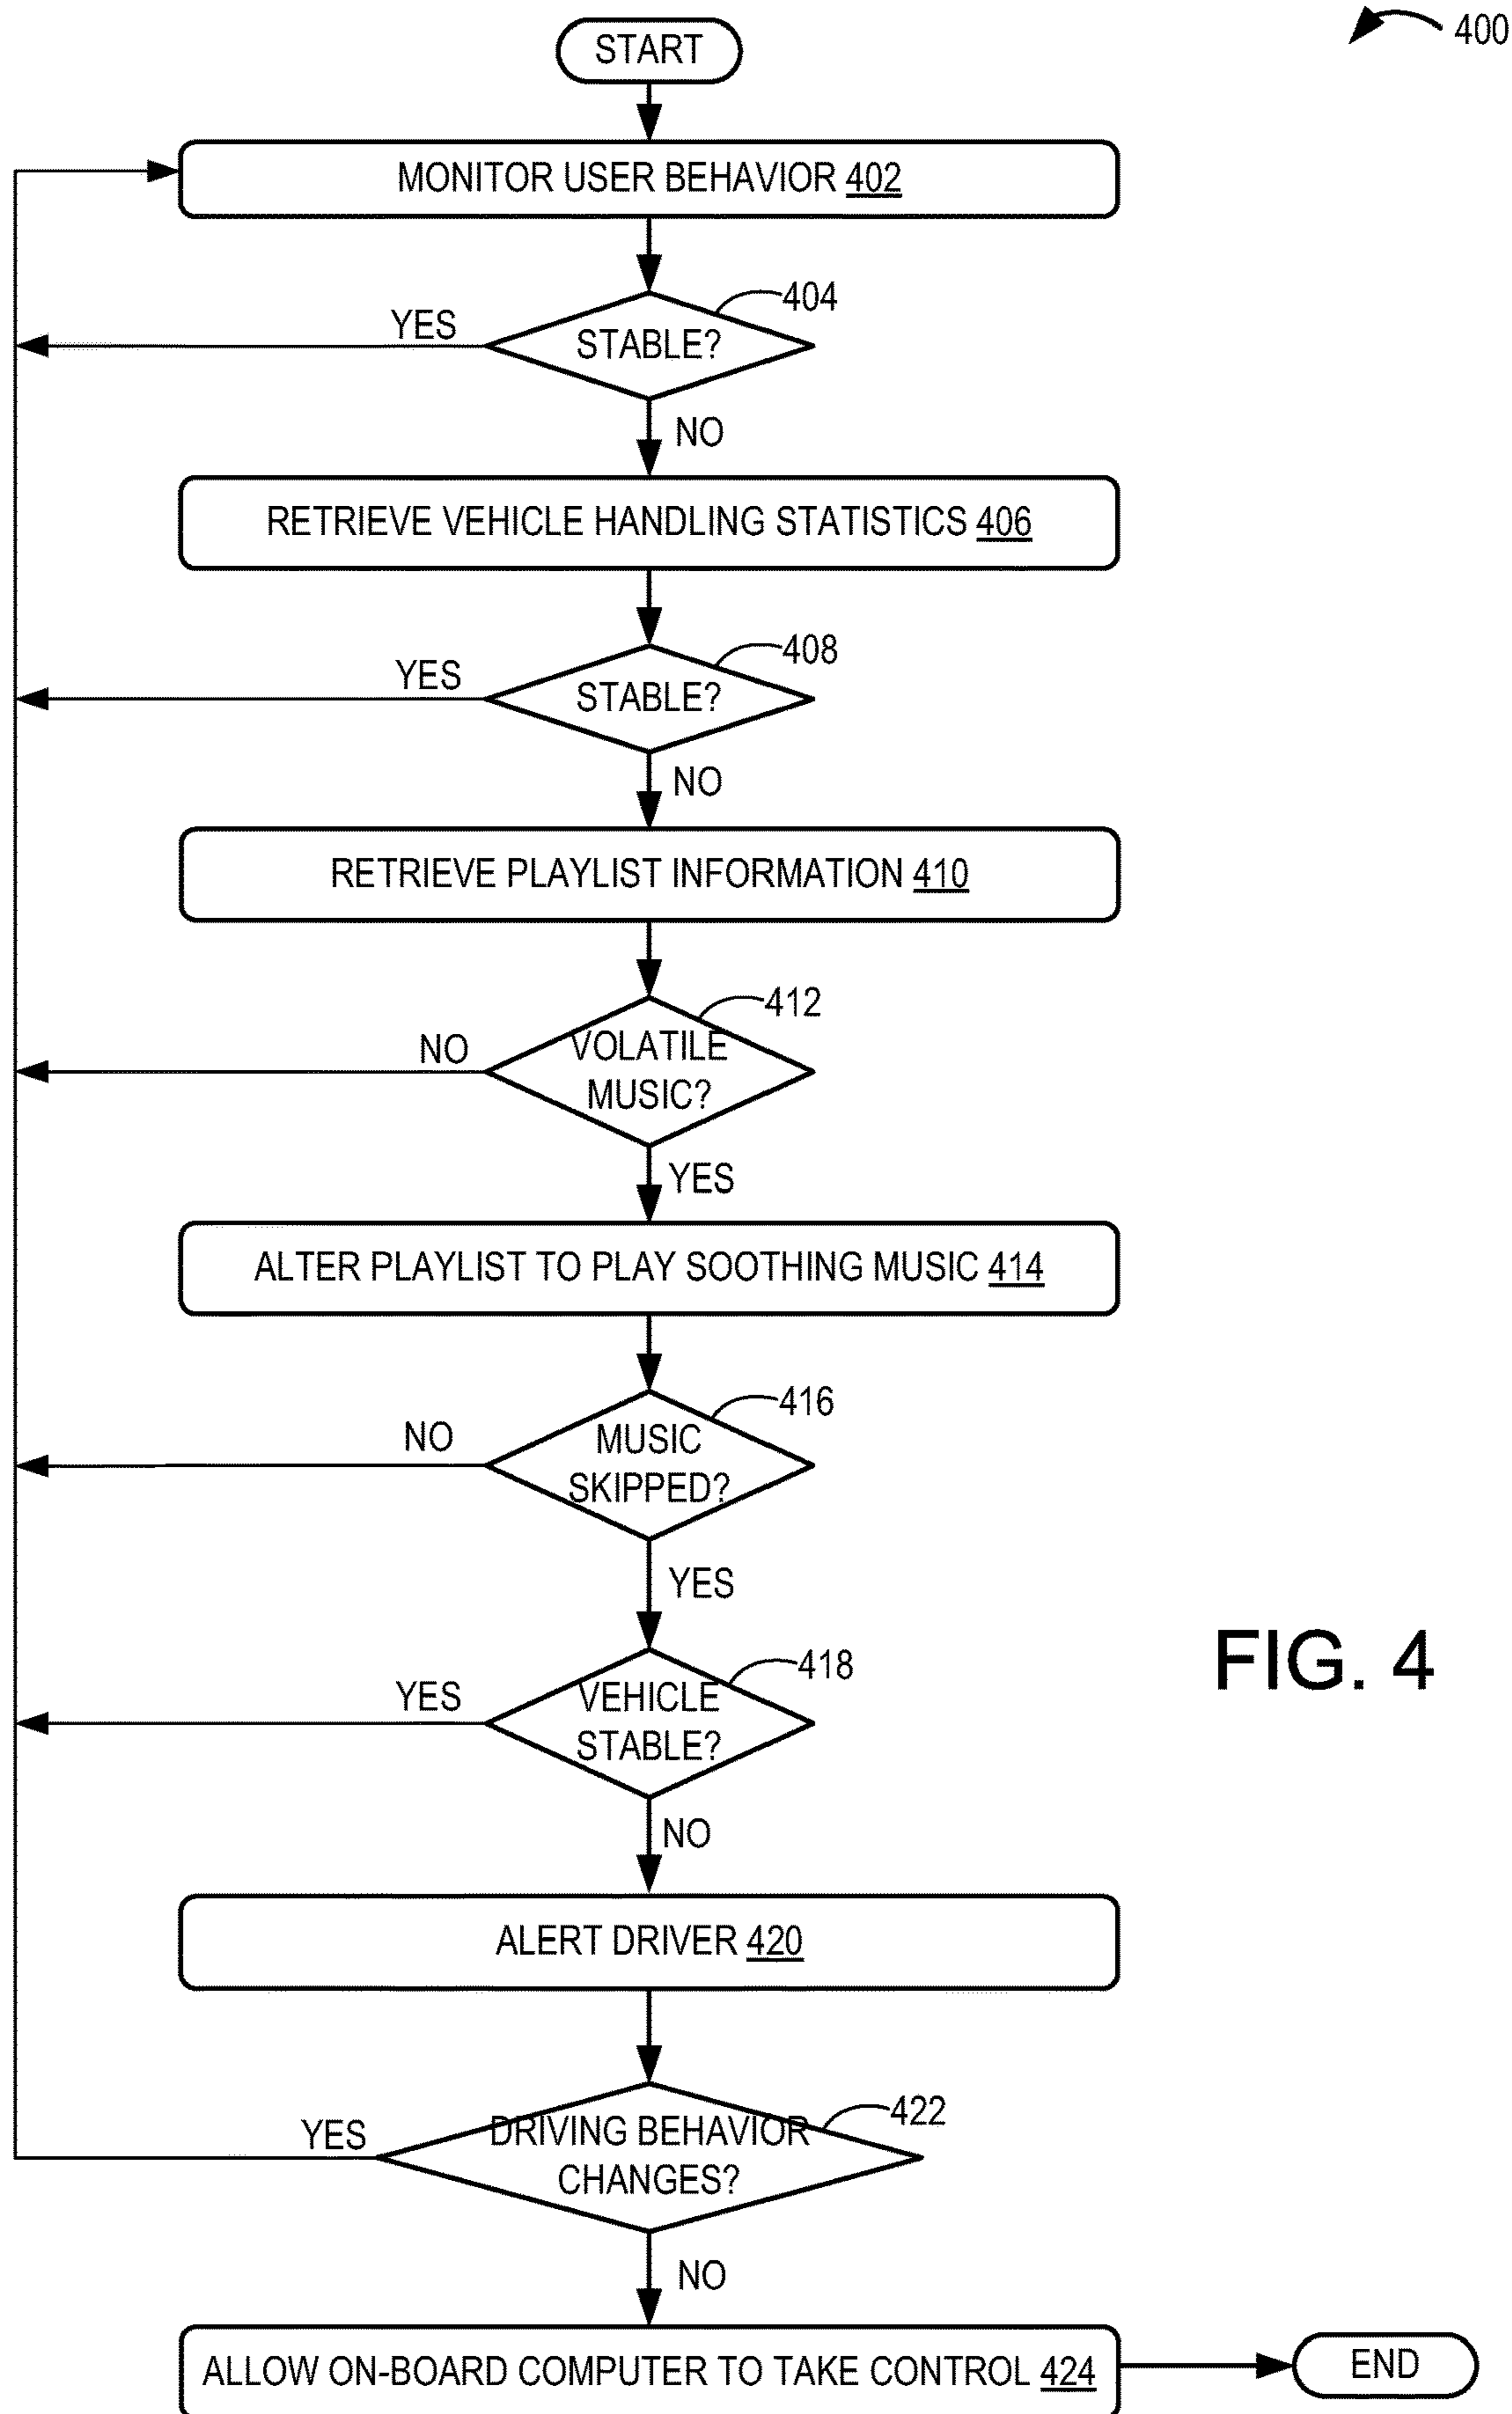 400
START
MONITOR USER BEHAVIOR 402
404
YES
STABLE?
NO
RETRIEVE VEHICLE HANDLING STATISTICS 406
408
YES
STABLE?
NO
RETRIEVE PLAYLIST INFORMATION 410
412
NO
VOLATILE
MUSIC?
YES
ALTER PLAYLIST TO PLAY SOOTHING MUSIC 414
416
NO
MUSIC
SKIPPED?
YES
418
YES
VEHICLE
STABLE?
FIG. 4
NO
ALERT DRIVER 420
422
YES
DRIVING BEHAVIOR
CHANGES?
NO
ALLOW ON-BOARD COMPUTER TO TAKE CONTROL 424
END